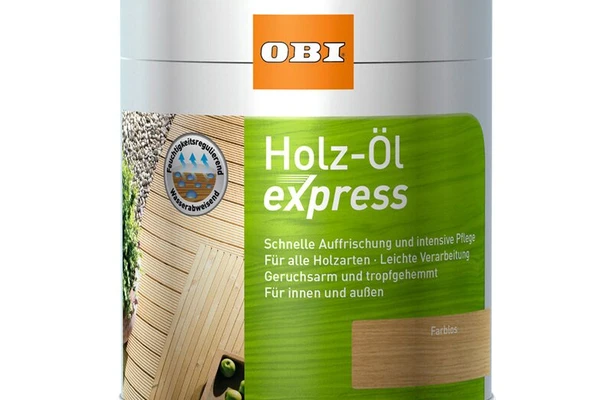 OBI
Feuchtigkeitsregulierend
Wasserabweisend
Holz-Öl
express
Schnelle Auffrischung und intensive Pflege
Für alle Holzarten · Leichte Verarbeitung
Geruchsarm und tropfgehemmt
Für innen und außen
Farblos